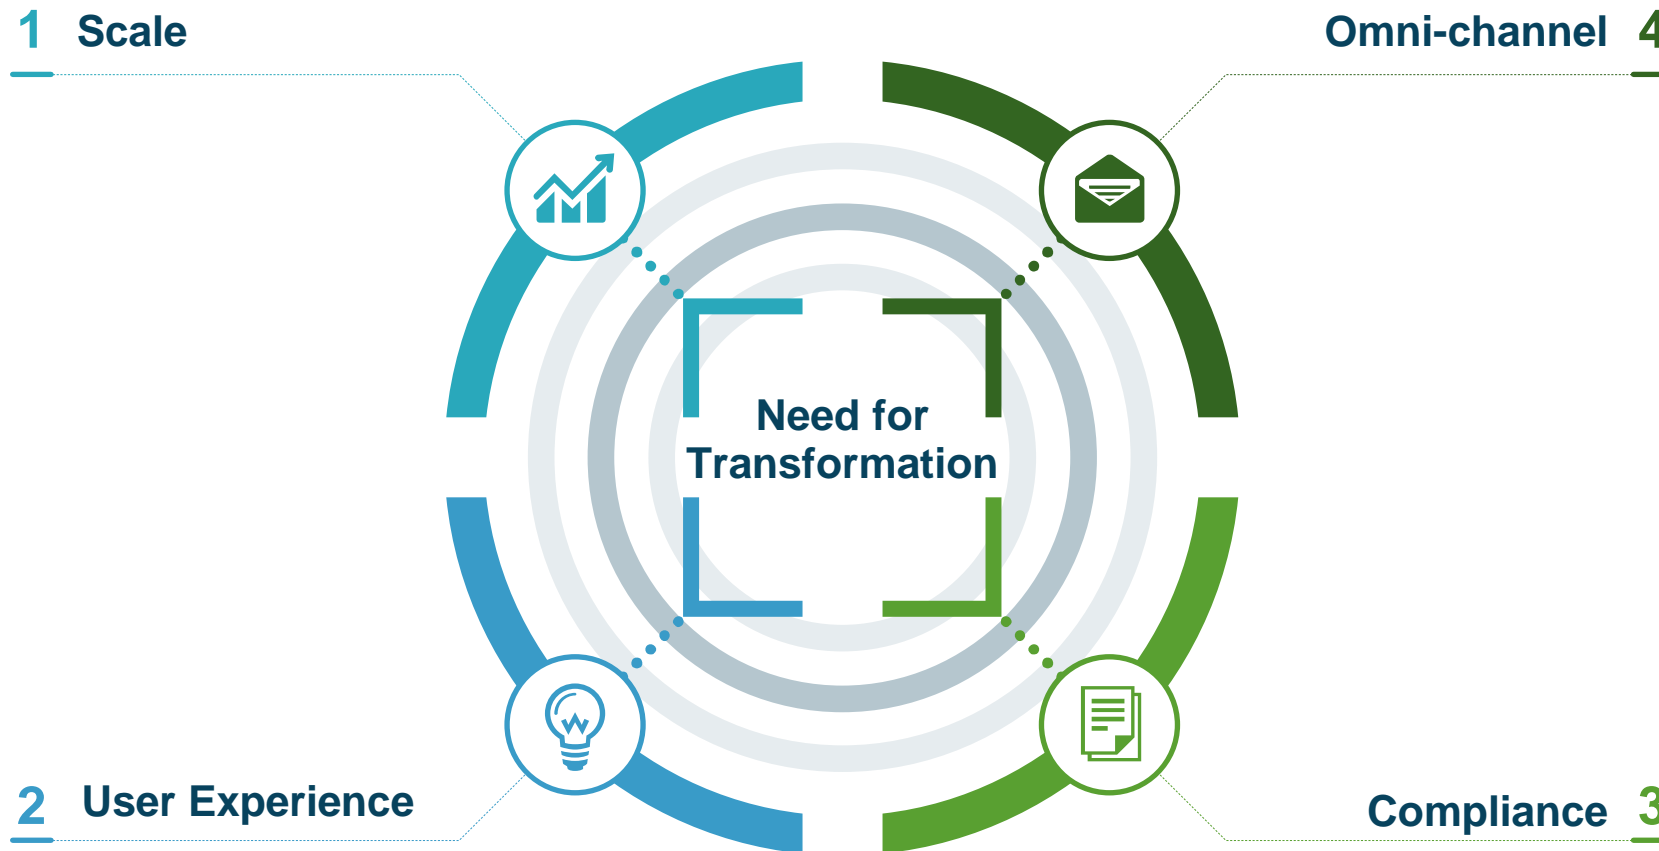 1 Scale
Omni-channel 4
Need for
Transformation
2 User Experience
Compliance 3